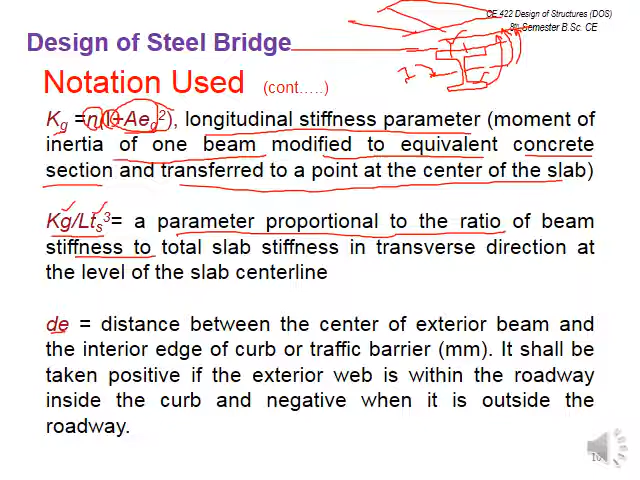 CE 422 Design of Structures (DOS)
8th Semester B.Sc. CE
Design of Steel Bridge
Notation Used (cont…..)
Kg =n(I+Aeg²), longitudinal stiffness parameter (moment of
inertia of one beam modified to equivalent concrete
section and transferred to a point at the center of the slab)
Kg/Lts³= a parameter proportional to the ratio of beam
stiffness to total slab stiffness in transverse direction at
the level of the slab centerline
de = distance between the center of exterior beam and
the interior edge of curb or traffic barrier (mm). It shall be
taken positive if the exterior web is within the roadway
inside the curb and negative when it is outside the
roadway.